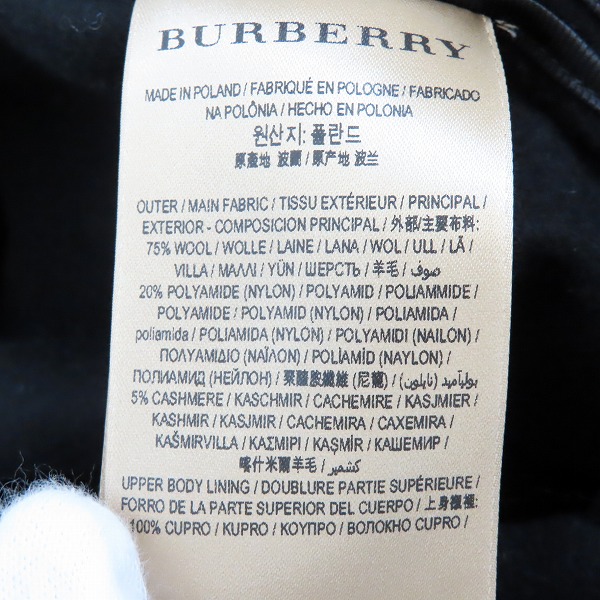 BURBERRY
MADE IN POLAND / FABRIQUÉ EN POLOGNE / FABRICADO
NA POLÔNIA / HECHO EN POLONIA
원산지: 폴란드
原產地 波蘭 / 原产地 波兰
OUTER / MAIN FABRIC / TISSU EXTÉRIEUR / PRINCIPAL /
EXTERIOR - COMPOSICION PRINCIPAL / 外部/主要布料:
75% WOOL / WOLLE / LAINE / LANA / WOL / ULL / LÃ /
VILLA / ΜΑΛΛΙ / YÜN / ШЕРСТЬ / 羊毛 / صوف /
20% POLYAMIDE (NYLON) / POLYAMID / POLIAMMIDE /
POLYAMIDE / POLYAMID (NYLON) / POLIAMIDA /
poliamida / POLIAMIDA (NYLON) / POLYAMIDI (NAILON) /
ΠΟΛΥΑΜΙΔΙΟ (ΝΑΪΛΟΝ) / POLİAMİD (NAYLON) /
ПОЛИАМИД (НЕЙЛОН) / 聚醯胺纖維 (尼龍) / بوليأميد (نايلون) /
5% CASHMERE / KASCHMIR / CACHEMIRE / KASJMIER /
KASHMIR / KASJMIR / CACHEMIRA / CAXEMIRA /
KAŠMIRVILLA / ΚΑΣΜΙΡΙ / KAŞMİR / КАШЕМИР /
喀什米爾羊毛 / كشمير /
UPPER BODY LINING / DOUBLURE PARTIE SUPÉRIEURE /
FORRO DE LA PARTE SUPERIOR DEL CUERPO / 上身襯裡:
100% CUPRO / KUPRO / ΚΟΥΠΡΟ / ВОЛОКНО CUPRO /